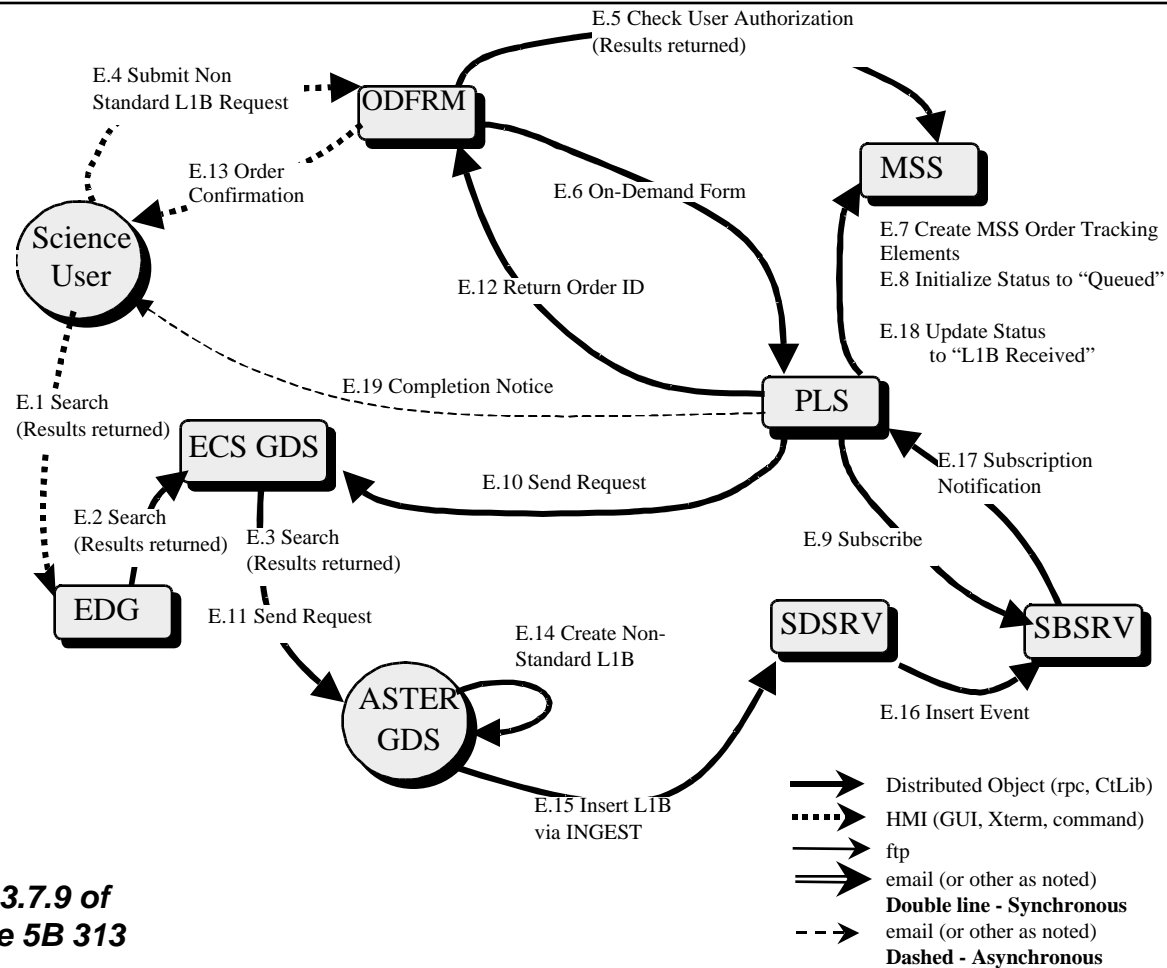 E.5 Check User Authorization
(Results returned)
E.4 Submit Non
Standard L1B Request
ODFRM
E.13 Order
Confirmation
MSS
E.6 On-Demand Form
E.7 Create MSS Order Tracking
Elements
E.8 Initialize Status to “Queued”
Science
User
E.12 Return Order ID
E.18 Update Status
to “L1B Received”
E.19 Completion Notice
PLS
E.1 Search
(Results returned)
ECS GDS
E.10 Send Request
E.17 Subscription
Notification
E.2 Search
(Results returned)
E.3 Search
(Results returned)
E.9 Subscribe
EDG
E.11 Send Request
SDSRV
SBSRV
E.14 Create Non-
Standard L1B
ASTER
GDS
E.16 Insert Event
E.15 Insert L1B
via INGEST
Distributed Object (rpc, CtLib)
HMI (GUI, Xterm, command)
ftp
email (or other as noted)
Double line - Synchronous
email (or other as noted)
Dashed - Asynchronous
3.7.9 of
e 5B 313